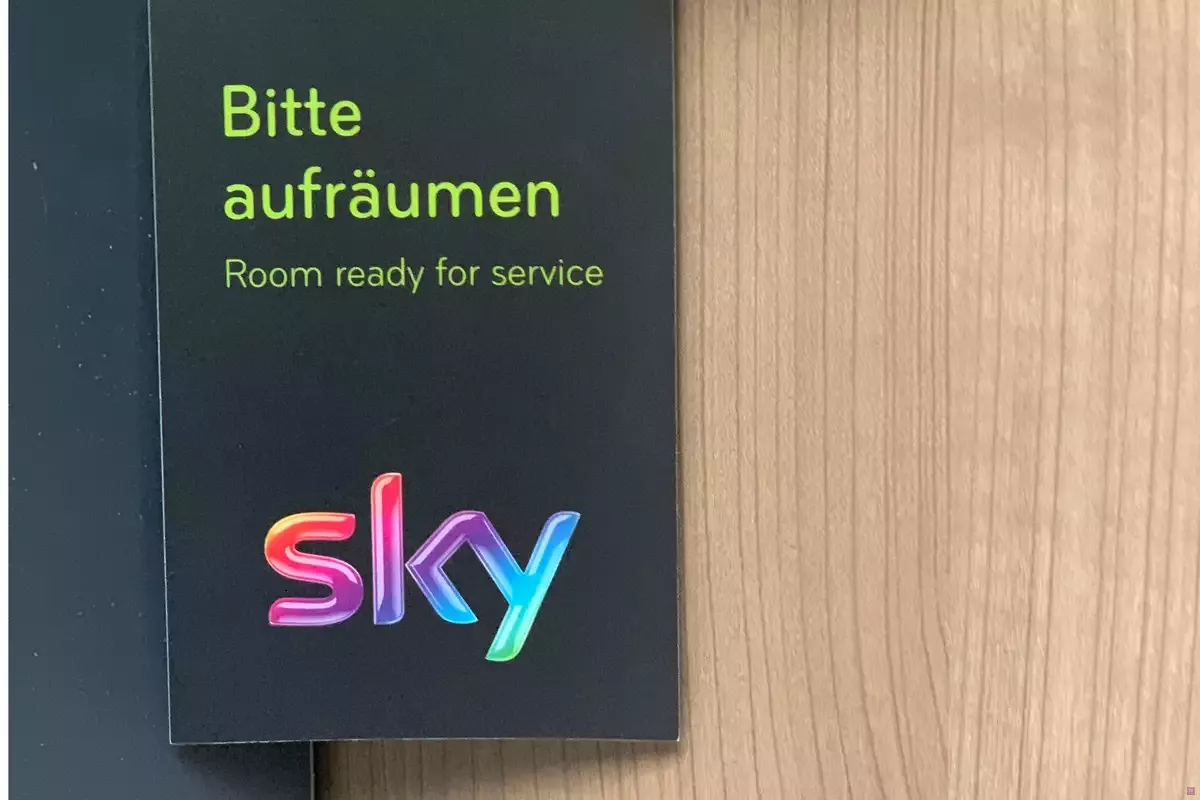 Bitte
aufräumen
Room ready for service
sky